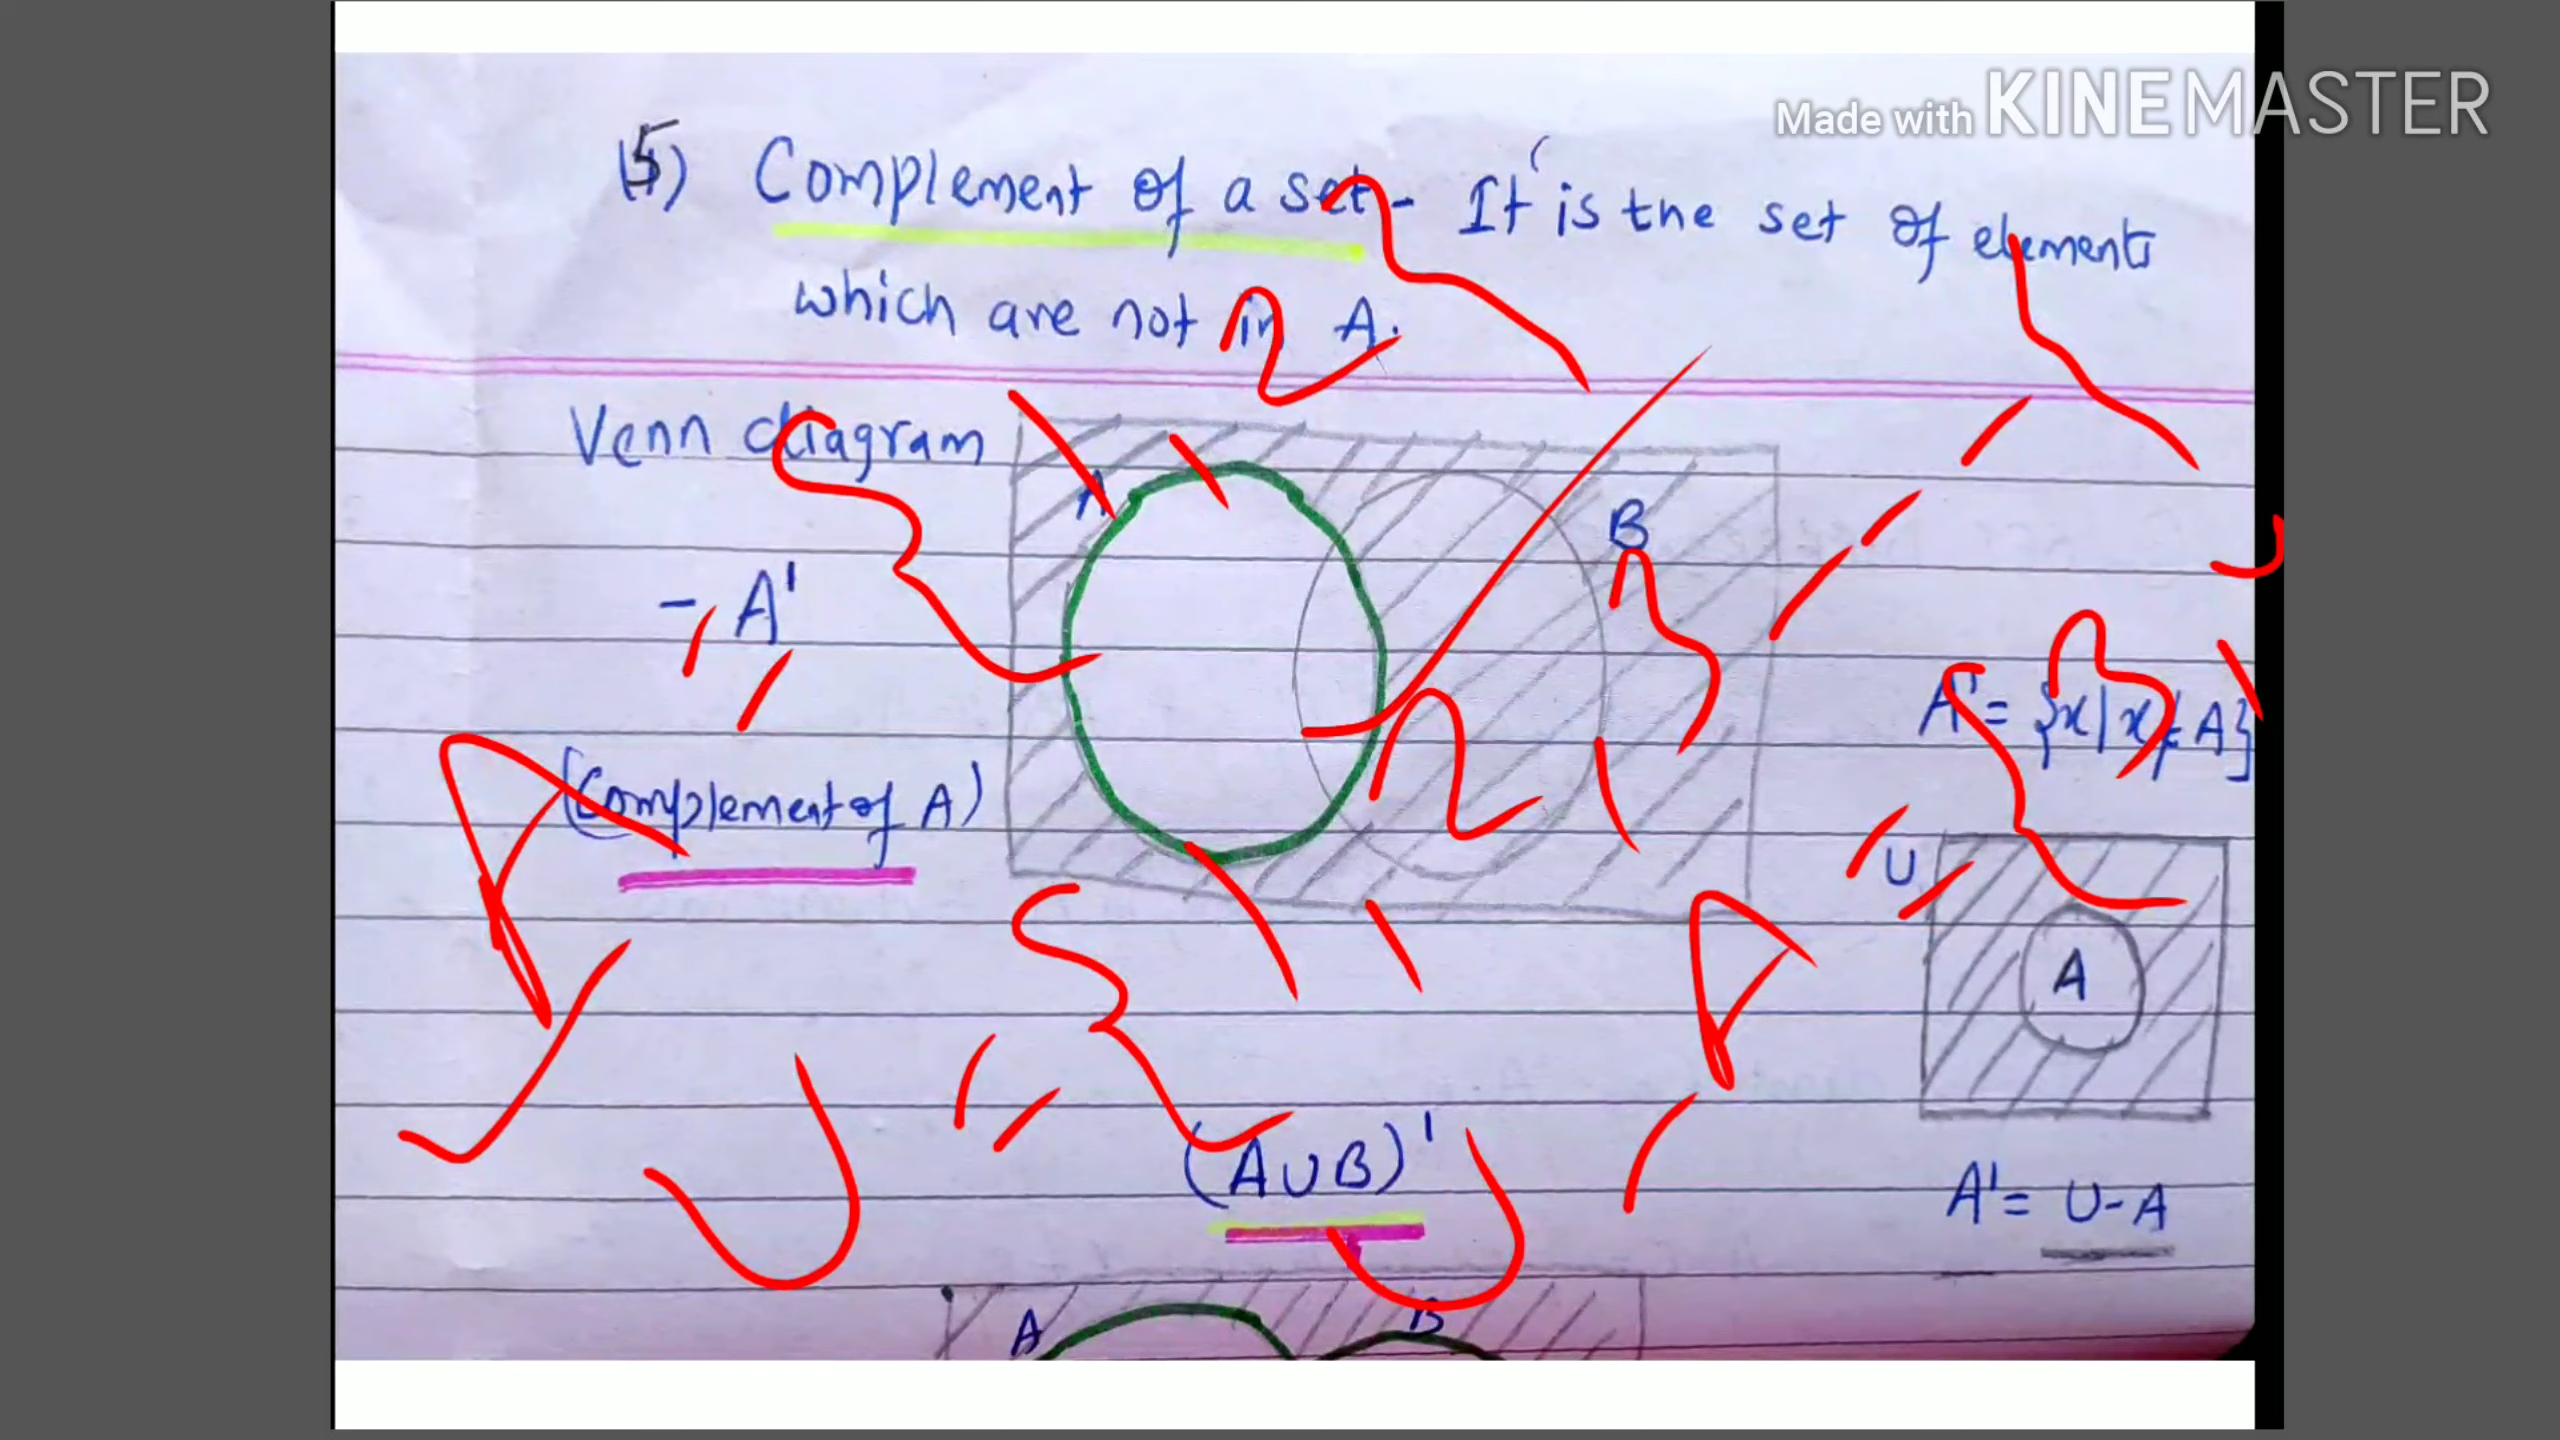 Made with KINEMASTER
(5) Complement of a set - It is the set of elements
which are not in A.
Venn diagram
A
B
- A'
A' = {x | x ∉ A}
(Complement of A)
U
A
(A∪B)'
A' = U - A
A
B